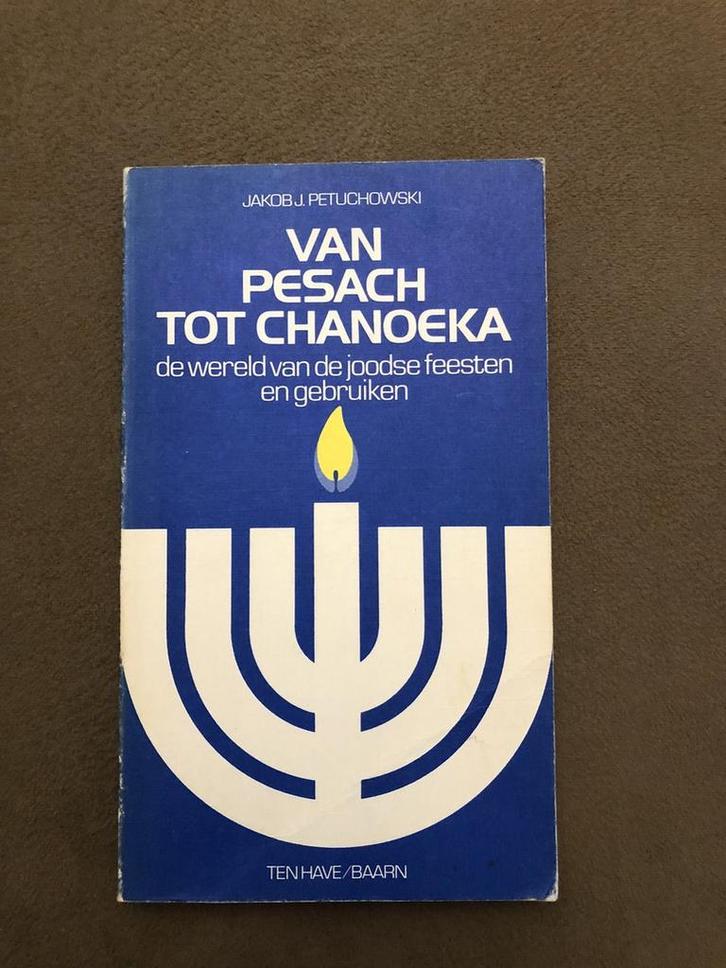 JAKOB J. PETUCHOWSKI
VAN
PESACH
TOT CHANOEKA
de wereld van de joodse feesten
en gebruiken
TEN HAVE/BAARN